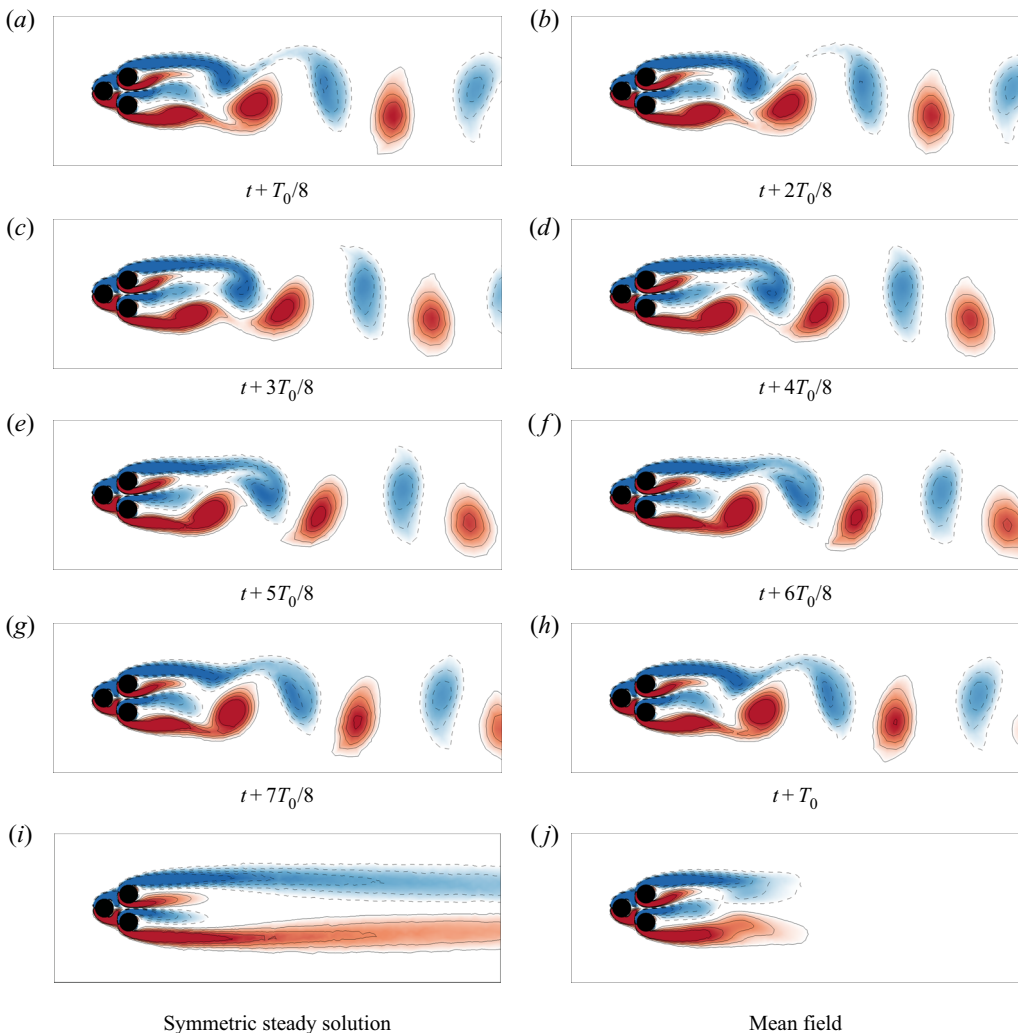 (a)
(b)
t + T0/8
t + 2T0/8
(c)
(d)
t + 3T0/8
t + 4T0/8
(e)
(f)
t + 5T0/8
t + 6T0/8
(g)
(h)
t + 7T0/8
t + T0
(i)
(j)
Symmetric steady solution
Mean field